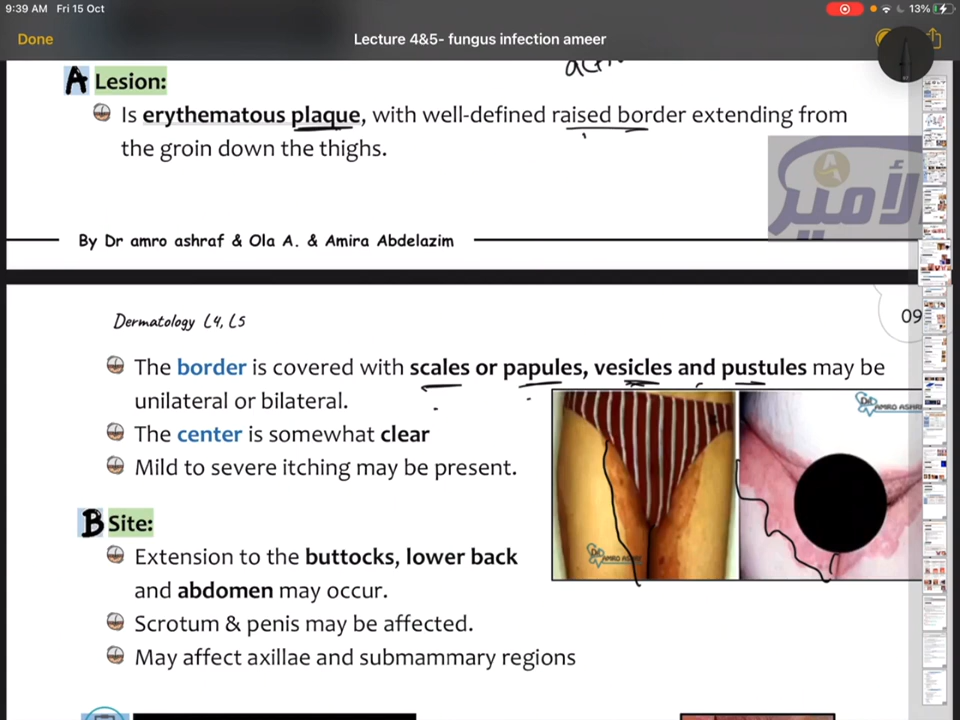 9:39 AM Fri 15 Oct
13%
Done
Lecture 4&5- fungus infection ameer
A Lesion:
Is erythematous plaque, with well-defined raised border extending from
the groin down the thighs.
الأمير
By Dr amro ashraf & Ola A. & Amira Abdelazim
Dermatology L4, L5
09
The border is covered with scales or papules, vesicles and pustules may be
unilateral or bilateral.
The center is somewhat clear
Mild to severe itching may be present.
B Site:
Extension to the buttocks, lower back
and abdomen may occur.
Scrotum & penis may be affected.
May affect axillae and submammary regions